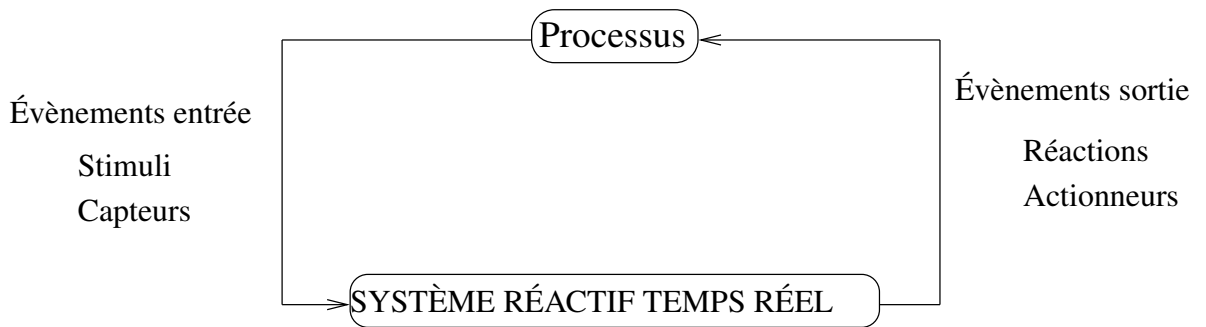 Processus
Évènements entrée
Stimuli
Capteurs
Évènements sortie
Réactions
Actionneurs
SYSTÈME RÉACTIF TEMPS RÉEL